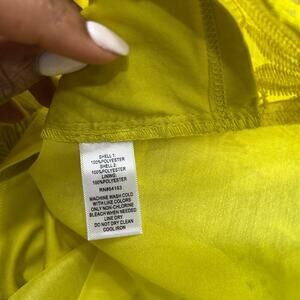 SHELL 1:
100%POLYESTER
SHELL 2:
100%POLYESTER
LINING:
100%POLYESTER
RN#64163
MACHINE WASH COLD
WITH LIKE COLORS
ONLY NON-CHLORINE
BLEACH WHEN NEEDED
LINE DRY
DO NOT DRY CLEAN
COOL IRON